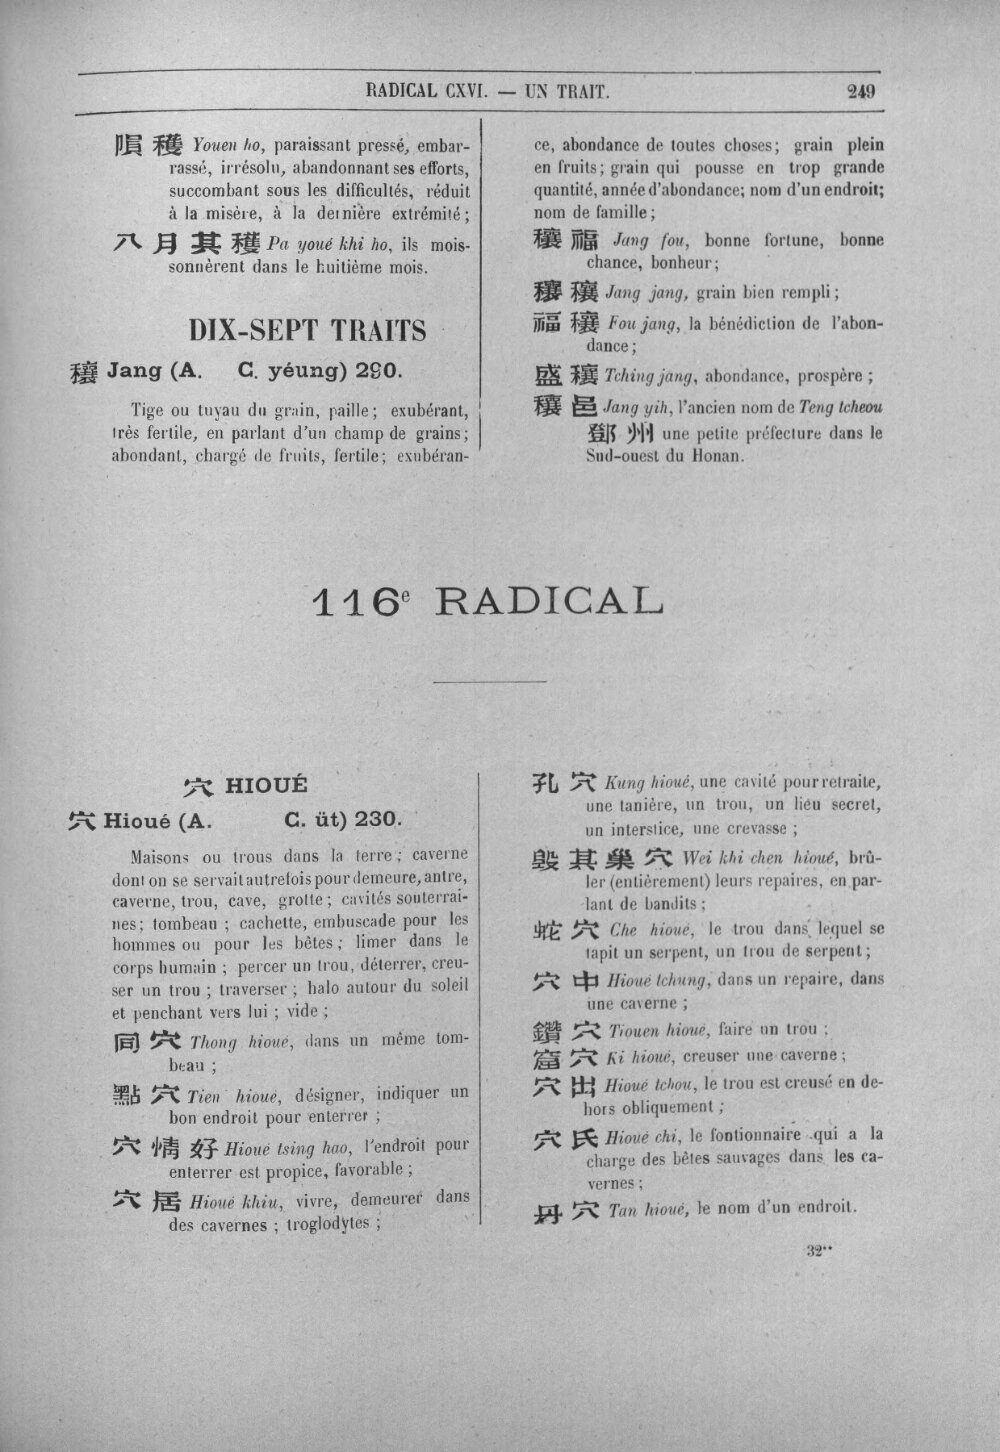 RADICAL CXVI. — UN TRAIT. 249
隕 穫 Youen ho, paraissant pressé, embar-
rassé, irrésolu, abandonnant ses efforts,
succombant sous les difficultés, réduit
à la misère, à la dernière extrémité;
八 月 其 穫 Pa youé khi ho, ils mois-
sonnèrent dans le huitième mois.
DIX-SEPT TRAITS
穰 Jang (A. C. yéung) 290.
Tige ou tuyau du grain, paille; exubérant,
très fertile, en parlant d'un champ de grains;
abondant, chargé de fruits, fertile; exubéran-
ce, abondance de toutes choses; grain plein
en fruits; grain qui pousse en trop grande
quantité, année d'abondance; nom d'un endroit;
nom de famille;
穰 福 Jang fou, bonne fortune, bonne
chance, bonheur;
穰 穰 Jang jang, grain bien rempli;
福 穰 Fou jang, la bénédiction de l'abon-
dance;
盛 穰 Tching jang, abondance, prospère;
穰 邑 Jang yih, l'ancien nom de Teng tcheou
鄧 州 une petite préfecture dans le
Sud-ouest du Honan.
116e RADICAL
穴 HIOUÉ
穴 Hioué (A. C. üt) 230.
Maisons ou trous dans la terre; caverne
dont on se servait autrefois pour demeure, antre,
caverne, trou, cave, grotte; cavités souterrai-
nes; tombeau; cachette, embuscade pour les
hommes ou pour les bêtes; limer dans le
corps humain; percer un trou, déterrer, creu-
ser un trou; traverser; halo autour du soleil
et penchant vers lui; vide;
同 穴 Thong hioué, dans un même tom-
beau;
點 穴 Tien hioué, désigner, indiquer un
bon endroit pour enterrer;
穴 情 好 Hioué tsing hao, l'endroit pour
enterrer est propice, favorable;
穴 居 Hioué khiu, vivre, demeurer dans
des cavernes; troglodytes;
孔 穴 Kung hioué, une cavité pour retraite,
une tanière, un trou, un lieu secret,
un interstice, une crevasse;
毀 其 巢 穴 Wei khi chen hioué, brû-
ler (entièrement) leurs repaires, en par-
lant de bandits;
蛇 穴 Che hioué, le trou dans lequel se
tapit un serpent, un trou de serpent;
穴 中 Hioué tchung, dans un repaire, dans
une caverne;
鑽 穴 Tiouen hioué, faire un trou;
窟 穴 Ki hioué, creuser une caverne;
穴 出 Hioué tchou, le trou est creusé en de-
hors obliquement;
穴 氏 Hioué chi, le fontionnaire qui a la
charge des bêtes sauvages dans les ca-
vernes;
丹 穴 Tan hioué, le nom d'un endroit.
32**